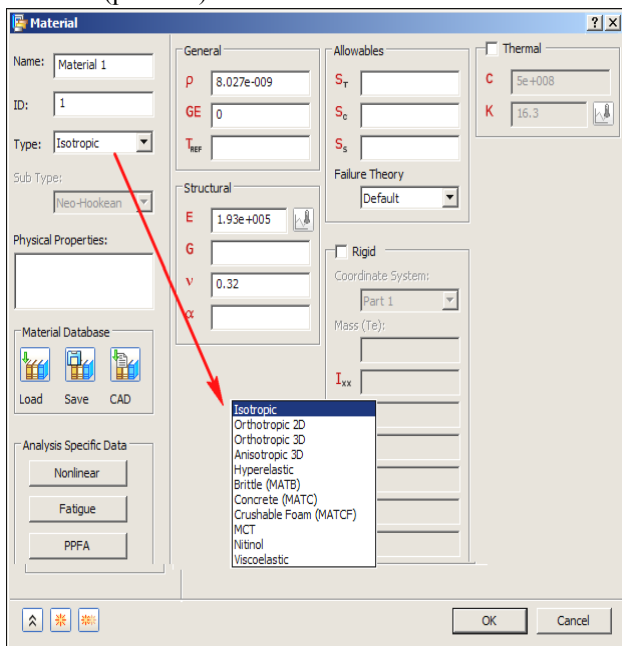 Material
Name: Material 1
ID: 1
Type: Isotropic
Sub Type:
Neo-Hookean
Physical Properties:
Material Database
Load Save CAD
Analysis Specific Data
Nonlinear
Fatigue
PPFA
General
ρ 8.027e-009
GE 0
TREF
Structural
E 1.93e+005
G
ν 0.32
α
Allowables
ST
Sc
Ss
Failure Theory
Default
Rigid
Coordinate System:
Part 1
Mass (Te):
Ixx
Thermal
C 5e+008
K 16.3
Isotropic
Orthotropic 2D
Orthotropic 3D
Anisotropic 3D
Hyperelastic
Brittle (MATB)
Concrete (MATC)
Crushable Foam (MATCF)
MCT
Nitinol
Viscoelastic
OK Cancel